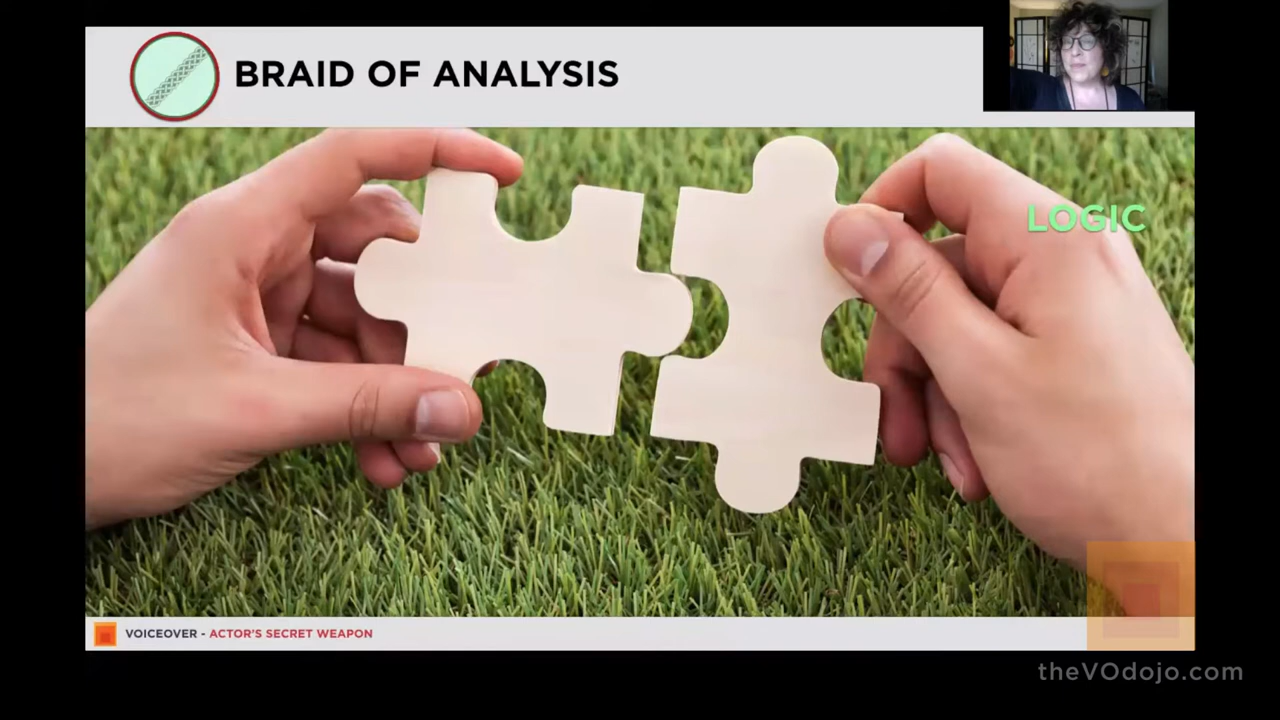 BRAID OF ANALYSIS
LOGIC
VOICEOVER - ACTOR'S SECRET WEAPON
theVOdojo.com